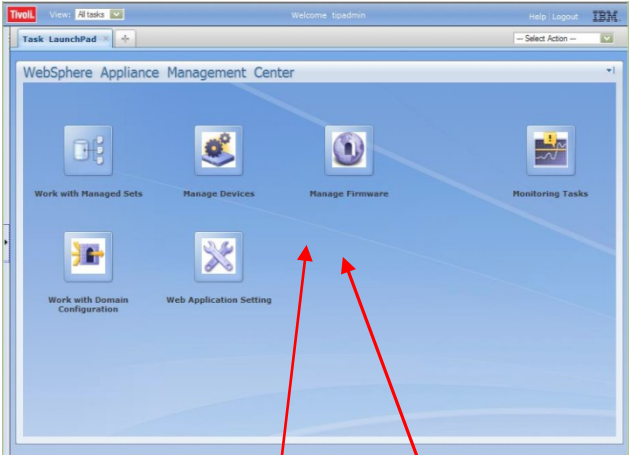 Tivoli. View: All tasks Welcome tipadmin Help Logout IBM.
Task LaunchPad -- Select Action --
WebSphere Appliance Management Center
Work with Managed Sets Manage Devices Manage Firmware Monitoring Tasks
Work with Domain Configuration Web Application Setting